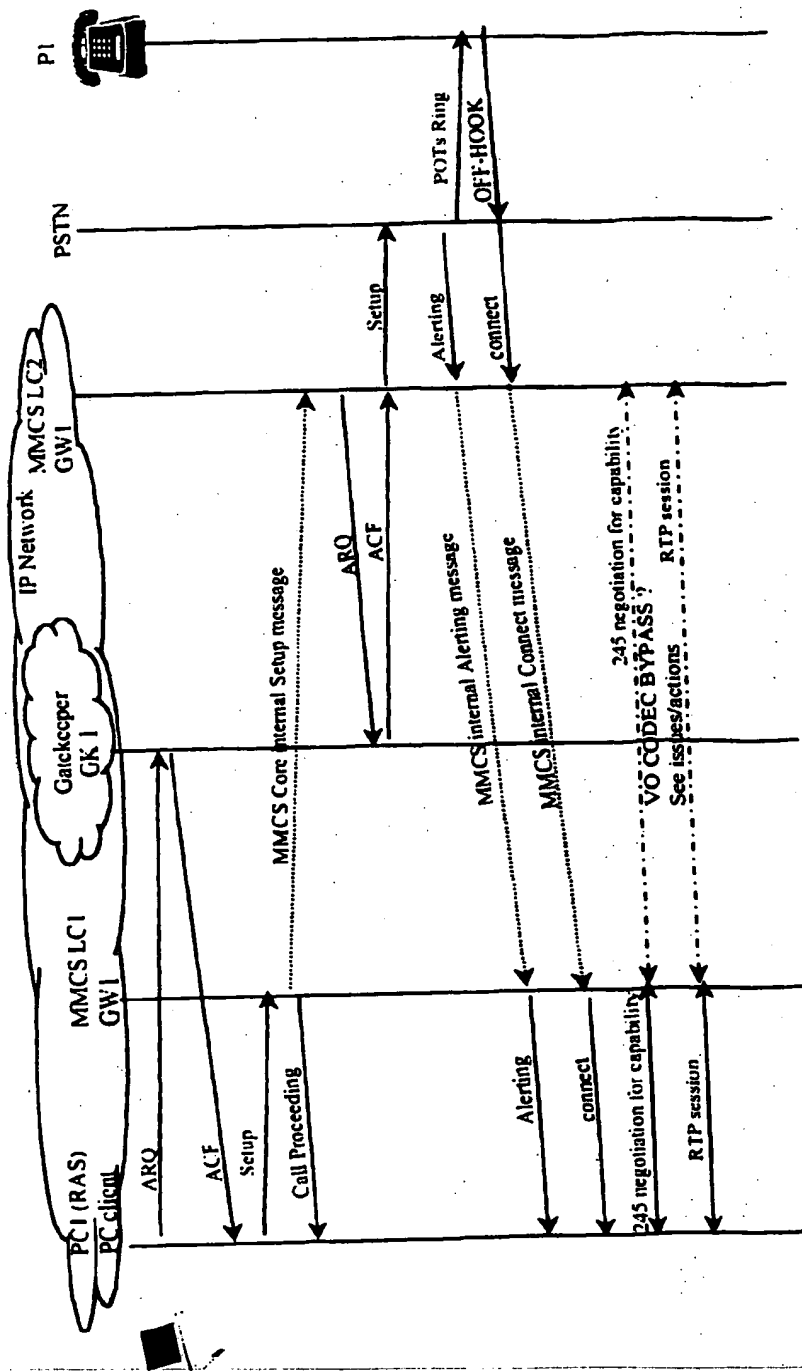 PC1 (RAS)
PC client
MMCS LC1
GW1
Gatekeeper
GK 1
IP Network
MMCS LC2
GW1
PSTN
P1
ARQ
ACF
Setup
Call Proceeding
MMCS Core internal Setup message
ARQ
ACF
Setup
Alerting
POTs Ring
OFF-HOOK
connect
MMCS internal Alerting message
MMCS internal Connect message
Alerting
connect
245 negotiation for capability
245 negotiation for capability
VO CODEC BYPASS ?
See issues/actions
RTP session
RTP session